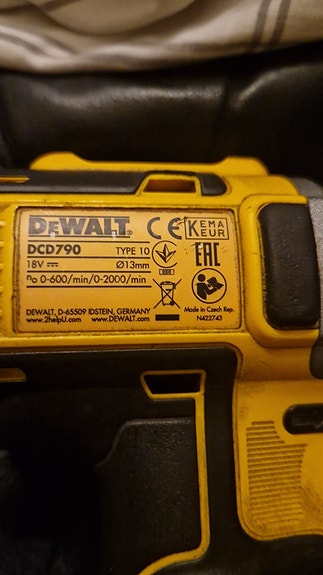 DEWALT®
CE KEMA KEUR
DCD790 TYPE 10
18V ⎓ Ø13mm
EAC
n₀ 0-600/min/0-2000/min
DEWALT, D-65509 IDSTEIN, GERMANY
www.2helpU.com www.DEWALT.com
Made in Czech Rep.
N422743